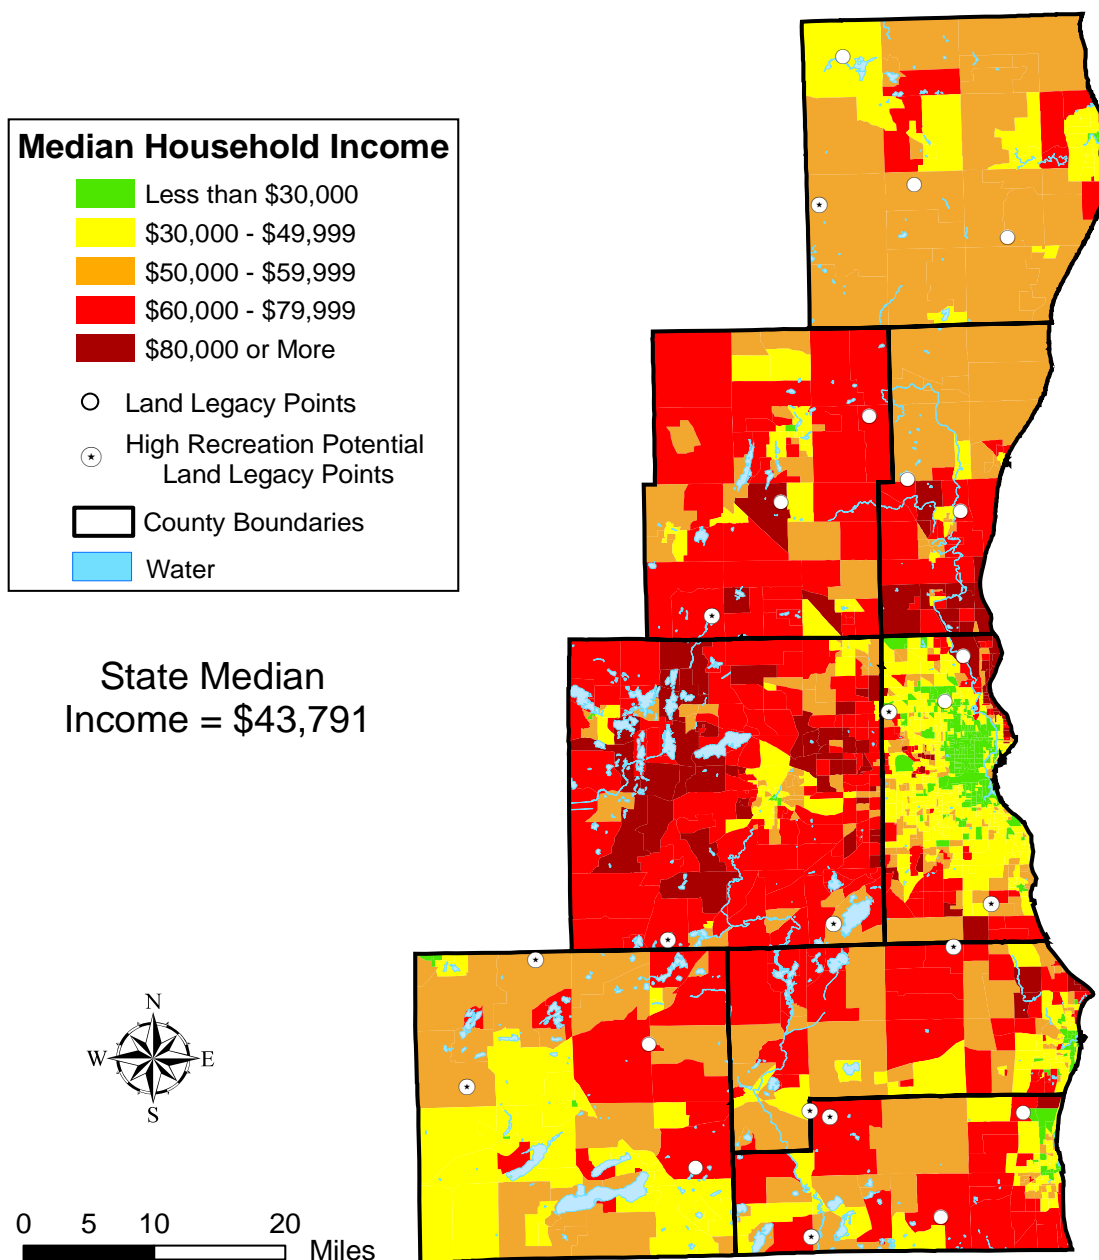 Median Household Income
Less than $30,000
$30,000 - $49,999
$50,000 - $59,999
$60,000 - $79,999
$80,000 or More
Land Legacy Points
High Recreation Potential
Land Legacy Points
County Boundaries
Water
State Median
Income = $43,791
N
W E
S
0 5 10 20
Miles